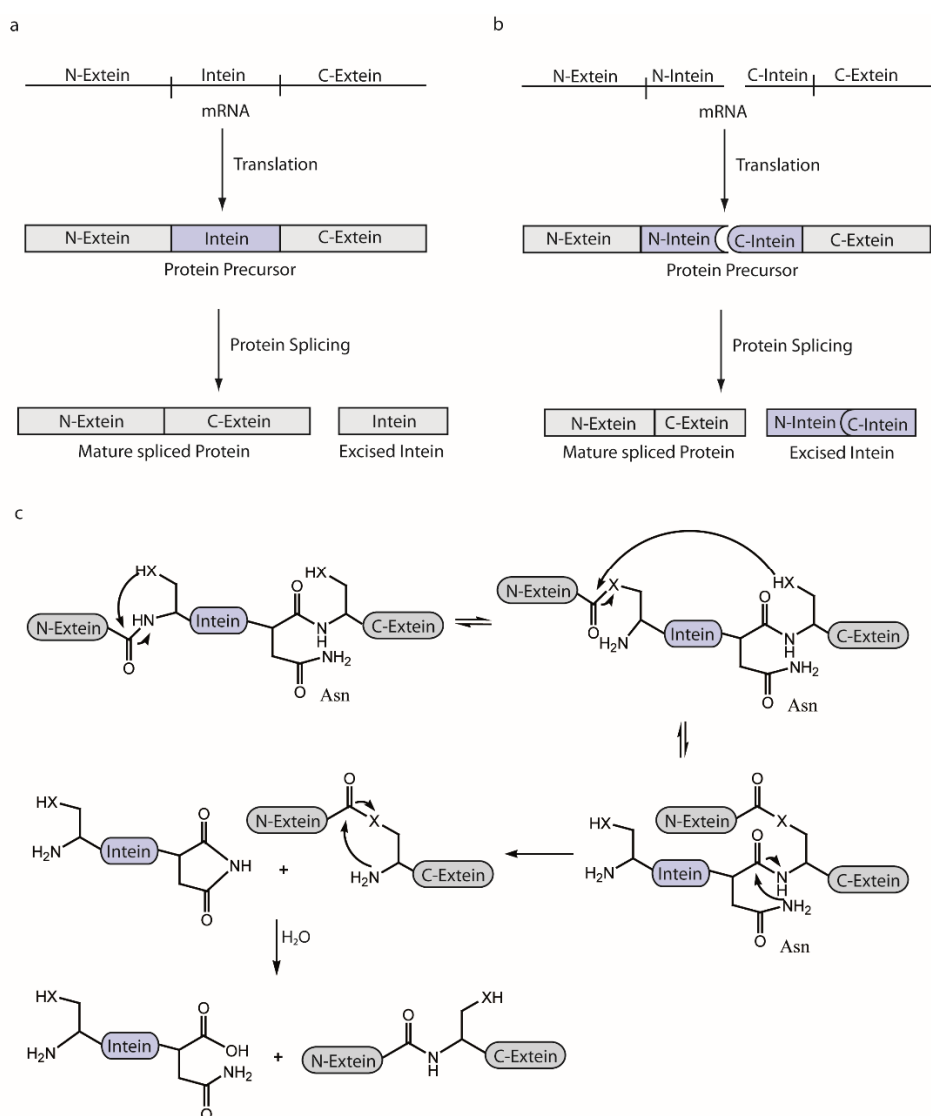 a
N-Extein Intein C-Extein
mRNA
Translation
N-Extein Intein C-Extein
Protein Precursor
Protein Splicing
N-Extein C-Extein Intein
Mature spliced Protein Excised Intein
b
N-Extein N-Intein C-Intein C-Extein
mRNA
Translation
N-Extein N-Intein C-Intein C-Extein
Protein Precursor
Protein Splicing
N-Extein C-Extein N-Intein C-Intein
Mature spliced Protein Excised Intein
c
HX HX
O
N-Extein HN Intein N C-Extein
H
O NH₂
O
Asn
N-Extein X HX
O
O H₂N Intein N C-Extein
H
NH₂
O
Asn
HX O O
N-Extein X
H₂N Intein NH + H₂N C-Extein
O
O
N-Extein X
HX O
H₂N Intein N C-Extein
H
NH₂
O
Asn
H₂O
HX O O XH
H₂N Intein OH + N-Extein N C-Extein
NH₂ H
O